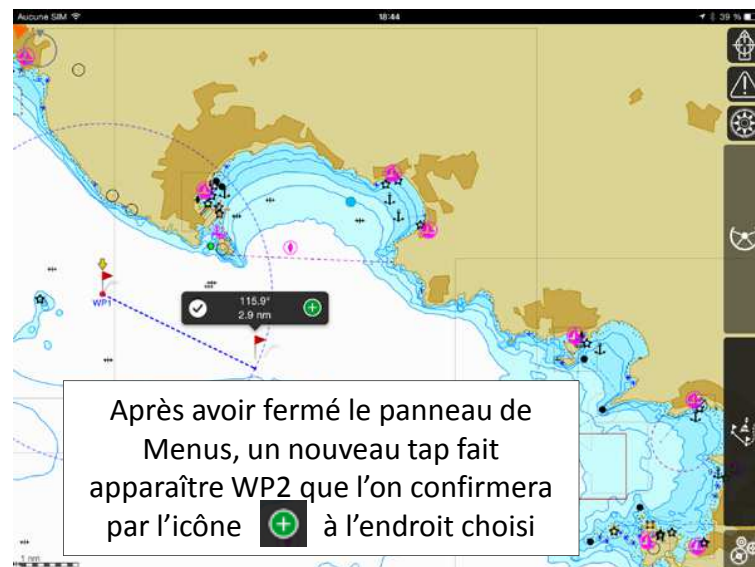 Aucune SIM 18:44 39 %
WP1
115.9°
2.9 nm
Après avoir fermé le panneau de
Menus, un nouveau tap fait
apparaître WP2 que l’on confirmera
par l’icône à l’endroit choisi
1 nm